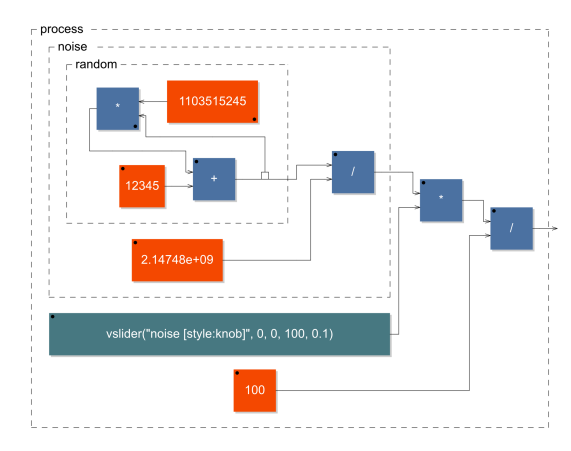 process
noise
random
*
1103515245
12345
+
/
*
/
2.14748e+09
vslider("noise [style:knob]", 0, 0, 100, 0.1)
100